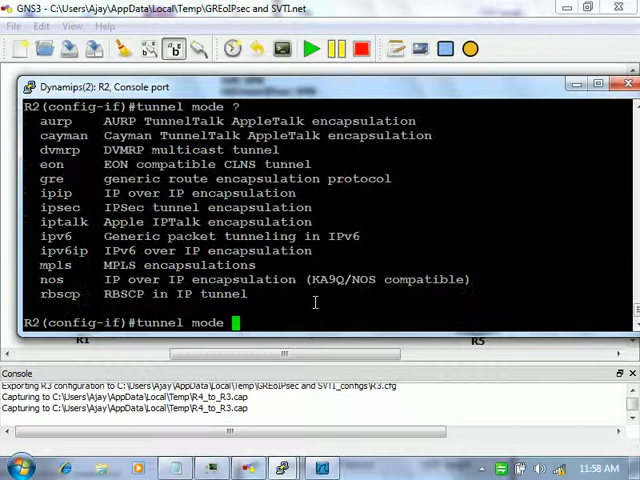 GNS3 - C:\Users\Ajay\AppData\Local\Temp\GREoIPsec and SVTI.net
File Edit View
Dynamips(2): R2, Console port
R2(config-if)#tunnel mode ?
aurp AURP TunnelTalk AppleTalk encapsulation
cayman Cayman TunnelTalk AppleTalk encapsulation
dvmrp DVMRP multicast tunnel
eon EON compatible CLNS tunnel
gre generic route encapsulation protocol
ipip IP over IP encapsulation
ipsec IPSec tunnel encapsulation
iptalk Apple IPTalk encapsulation
ipv6 Generic packet tunneling in IPv6
ipv6ip IPv6 over IP encapsulation
mpls MPLS encapsulations
nos IP over IP encapsulation (KA9Q/NOS compatible)
rbscp RBSCP in IP tunnel
R2(config-if)#tunnel mode
R1 R5
Console
Exporting R3 configuration to C:\Users\Ajay\AppData\Local\Temp\GREoIPsec and SVTI_configs\R3.cfg
Capturing to C:\Users\Ajay\AppData\Local\Temp\R4_to_R3.cap
Capturing to C:\Users\Ajay\AppData\Local\Temp\R4_to_R3.cap
11:58 AM